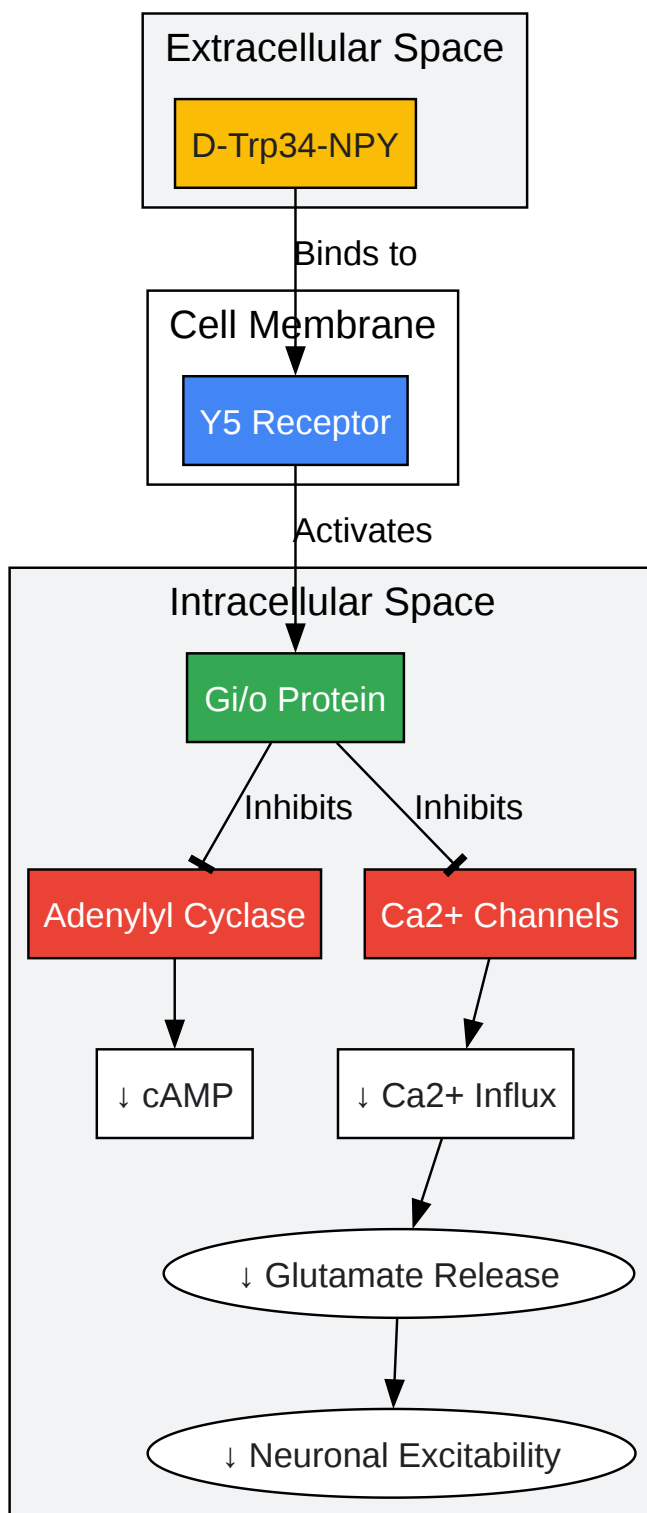 Extracellular Space
D-Trp34-NPY
Binds to
Cell Membrane
Y5 Receptor
Activates
Intracellular Space
Gi/o Protein
Inhibits
Inhibits
Adenylyl Cyclase
Ca2+ Channels
↓ cAMP
↓ Ca2+ Influx
↓ Glutamate Release
↓ Neuronal Excitability